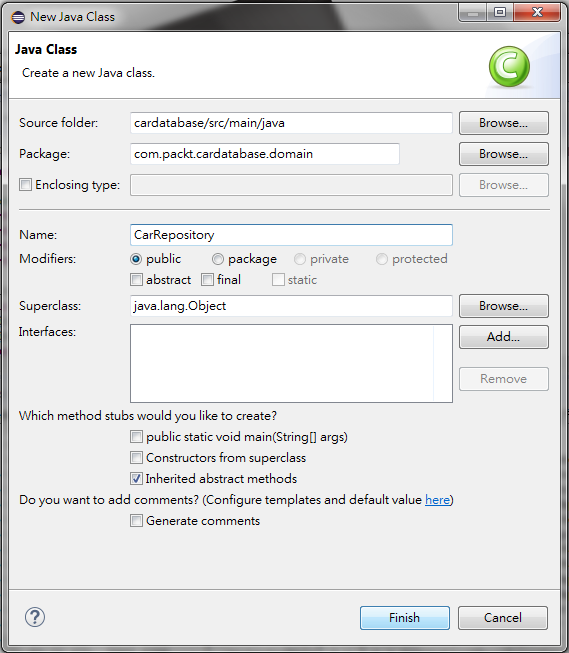 New Java Class
Java Class
Create a new Java class.
C
Source folder: cardatabase/src/main/java Browse...
Package: com.packt.cardatabase.domain Browse...
Enclosing type: Browse...
Name: CarRepository
Modifiers: public package private protected
abstract final static
Superclass: java.lang.Object Browse...
Interfaces: Add...
Remove
Which method stubs would you like to create?
public static void main(String[] args)
Constructors from superclass
Inherited abstract methods
Do you want to add comments? (Configure templates and default value here)
Generate comments
? Finish Cancel